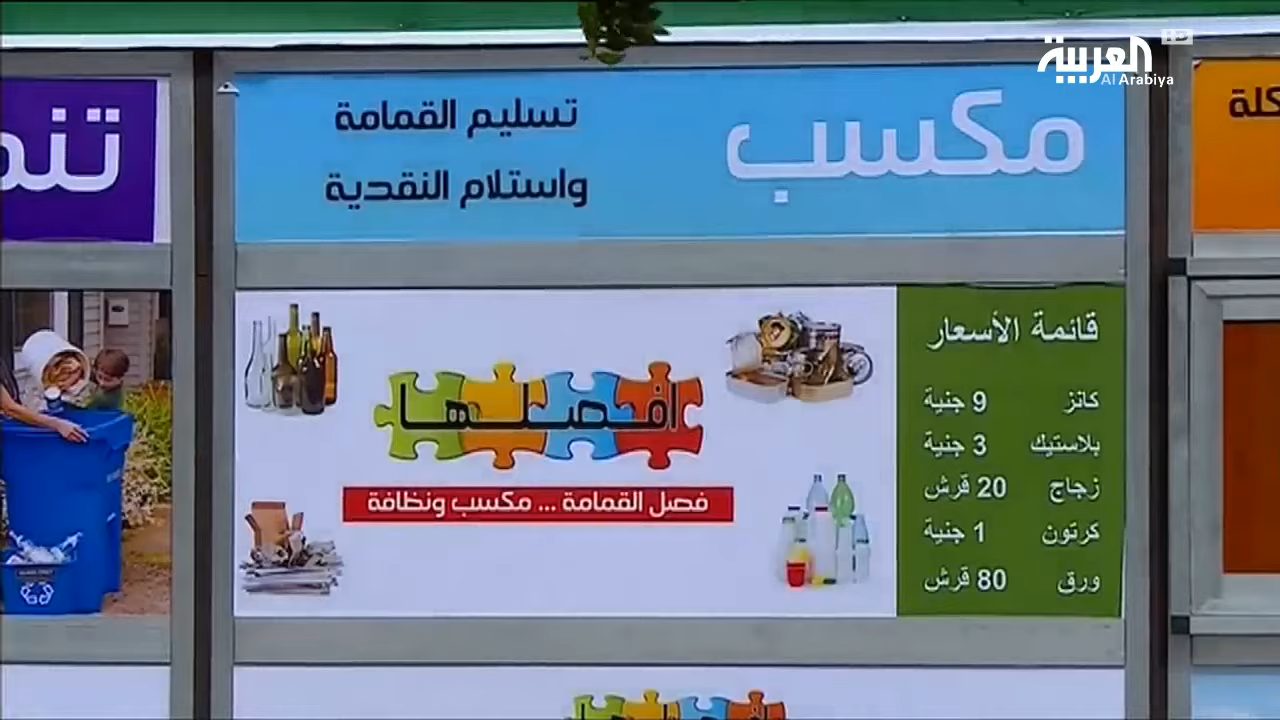 العربية
Al Arabiya
HD
مكسب
تسليم القمامة
واستلام النقدية
افصلها
فصل القمامة ... مكسب ونظافة
قائمة الأسعار
كانز 9 جنية
بلاستيك 3 جنية
زجاج 20 قرش
كرتون 1 جنية
ورق 80 قرش